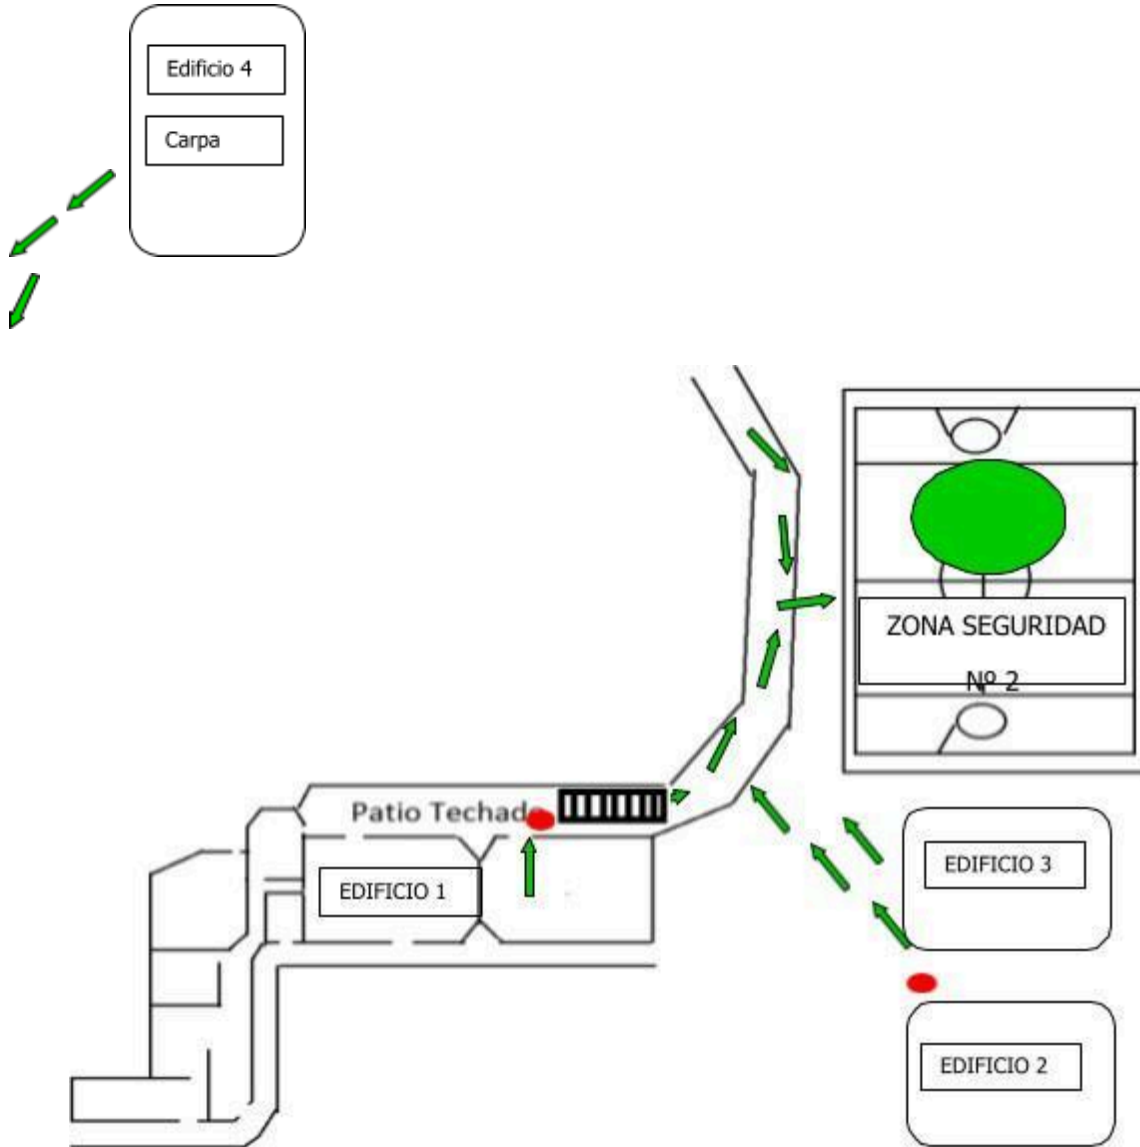 Edificio 4
Carpa
ZONA SEGURIDAD
Nº 2
Patio Techado
EDIFICIO 1
EDIFICIO 3
EDIFICIO 2